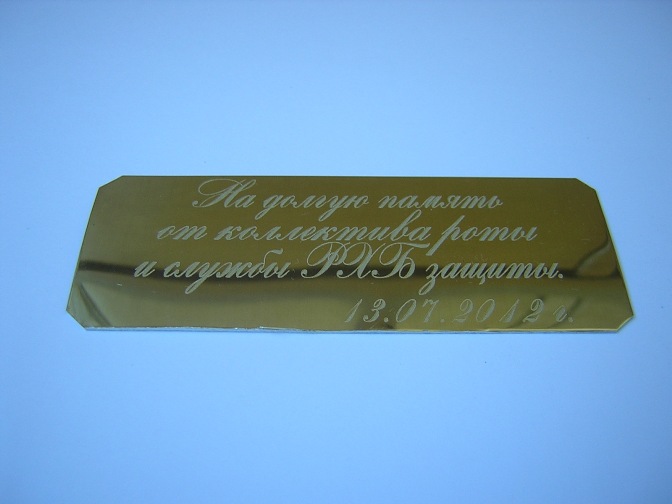 На долгую память
от коллектива роты
и службы РХБ защиты.
13.07.2012 г.